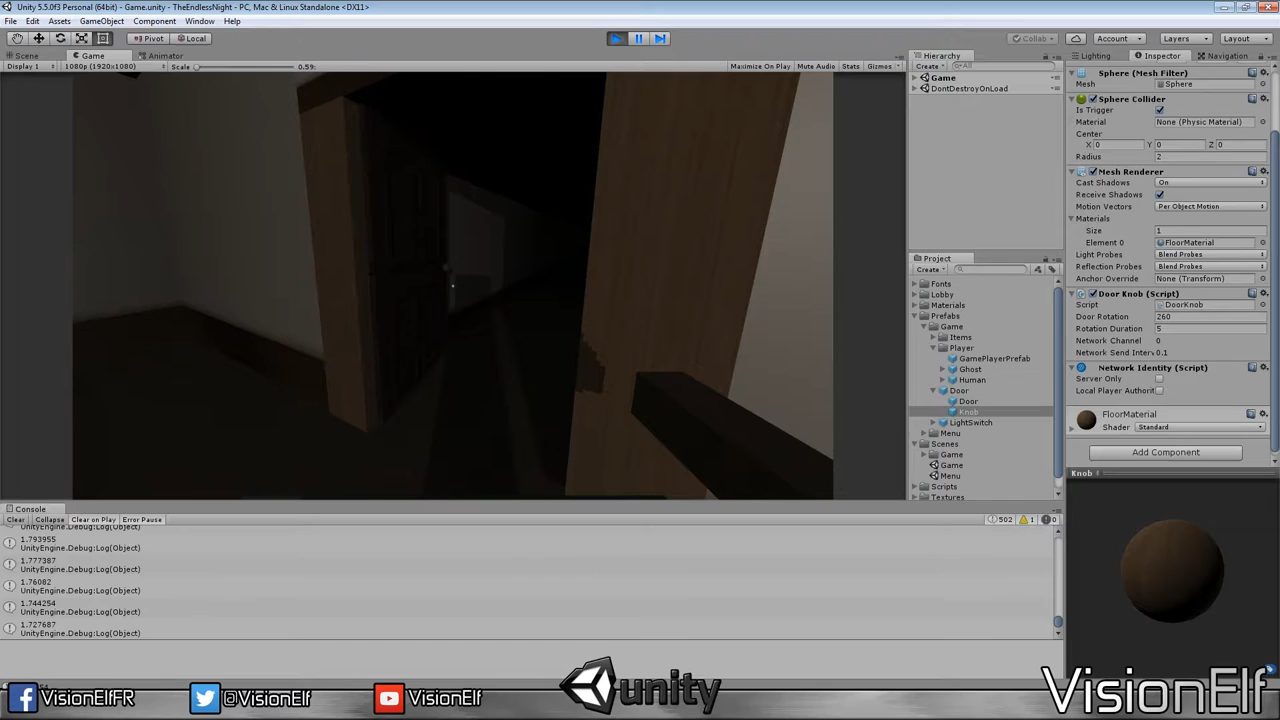 Unity 5.5.0f3 Personal (64bit) - Game.unity - TheEndlessNight - PC, Mac & Linux Standalone <DX11>
File Edit Assets GameObject Component Window Help
Pivot Local Collab Account Layers Layout
Scene Game Animator
Display 1 1080p (1920x1080) Scale 0.59: Maximize On Play Mute Audio Stats Gizmos
Hierarchy
Create All
Game
DontDestroyOnLoad
Project
Create
Fonts
Lobby
Materials
Prefabs
Game
Items
Player
GamePlayerPrefab
Ghost
Human
Door
Door
Knob
LightSwitch
Menu
Scenes
Game
Game
Menu
Scripts
Textures
Lighting Inspector Navigation
Sphere (Mesh Filter)
Mesh Sphere
Sphere Collider
Is Trigger
Material None (Physic Material)
Center
X 0 Y 0 Z 0
Radius 2
Mesh Renderer
Cast Shadows On
Receive Shadows
Motion Vectors Per Object Motion
Materials
Size 1
Element 0 FloorMaterial
Light Probes Blend Probes
Reflection Probes Blend Probes
Anchor Override None (Transform)
Door Knob (Script)
Script DoorKnob
Door Rotation 260
Rotation Duration 5
Network Channel 0
Network Send Interv 0.1
Network Identity (Script)
Server Only
Local Player Authorit
FloorMaterial
Shader Standard
Add Component
Knob
Console
Clear Collapse Clear on Play Error Pause 502 1 0
UnityEngine.Debug:Log(Object)
1.793955
UnityEngine.Debug:Log(Object)
1.777387
UnityEngine.Debug:Log(Object)
1.76082
UnityEngine.Debug:Log(Object)
1.744254
UnityEngine.Debug:Log(Object)
1.727687
UnityEngine.Debug:Log(Object)
VisionElfFR @VisionElf VisionElf unity VisionElf